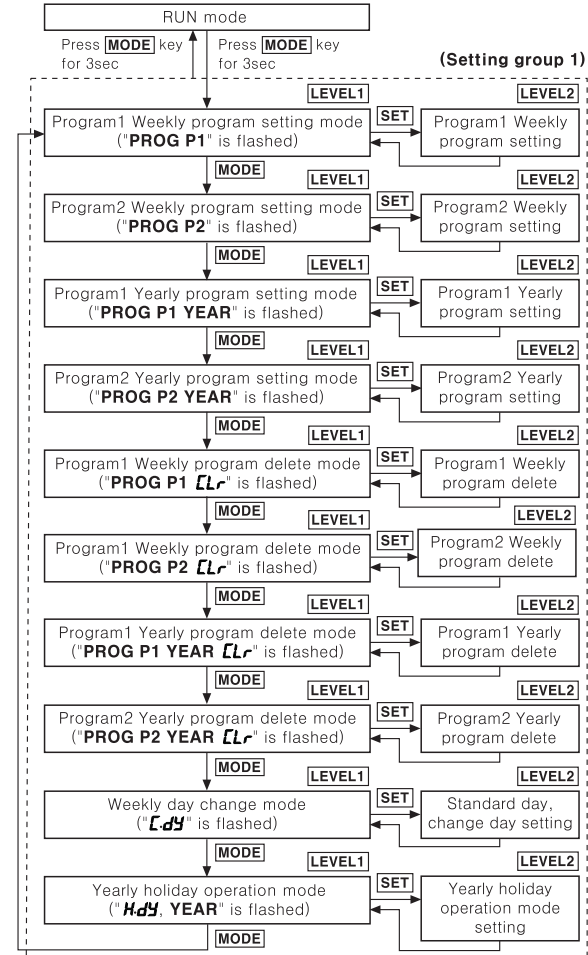 RUN mode
Press MODE key
for 3sec
Press MODE key
for 3sec
(Setting group 1)
LEVEL1
LEVEL2
Program1 Weekly program setting mode
("PROG P1" is flashed)
SET
Program1 Weekly
program setting
MODE
LEVEL1
LEVEL2
Program2 Weekly program setting mode
("PROG P2" is flashed)
SET
Program2 Weekly
program setting
MODE
LEVEL1
LEVEL2
Program1 Yearly program setting mode
("PROG P1 YEAR" is flashed)
SET
Program1 Yearly
program setting
MODE
LEVEL1
LEVEL2
Program2 Yearly program setting mode
("PROG P2 YEAR" is flashed)
SET
Program2 Yearly
program setting
MODE
LEVEL1
LEVEL2
Program1 Weekly program delete mode
("PROG P1 CLr" is flashed)
SET
Program1 Weekly
program delete
MODE
LEVEL1
LEVEL2
Program1 Weekly program delete mode
("PROG P2 CLr" is flashed)
SET
Program2 Weekly
program delete
MODE
LEVEL1
LEVEL2
Program1 Yearly program delete mode
("PROG P1 YEAR CLr" is flashed)
SET
Program1 Yearly
program delete
MODE
LEVEL1
LEVEL2
Program2 Yearly program delete mode
("PROG P2 YEAR CLr" is flashed)
SET
Program2 Yearly
program delete
MODE
LEVEL1
LEVEL2
Weekly day change mode
("C.dY" is flashed)
SET
Standard day,
change day setting
MODE
LEVEL1
LEVEL2
Yearly holiday operation mode
("H.dY, YEAR" is flashed)
SET
Yearly holiday
operation mode
setting
MODE